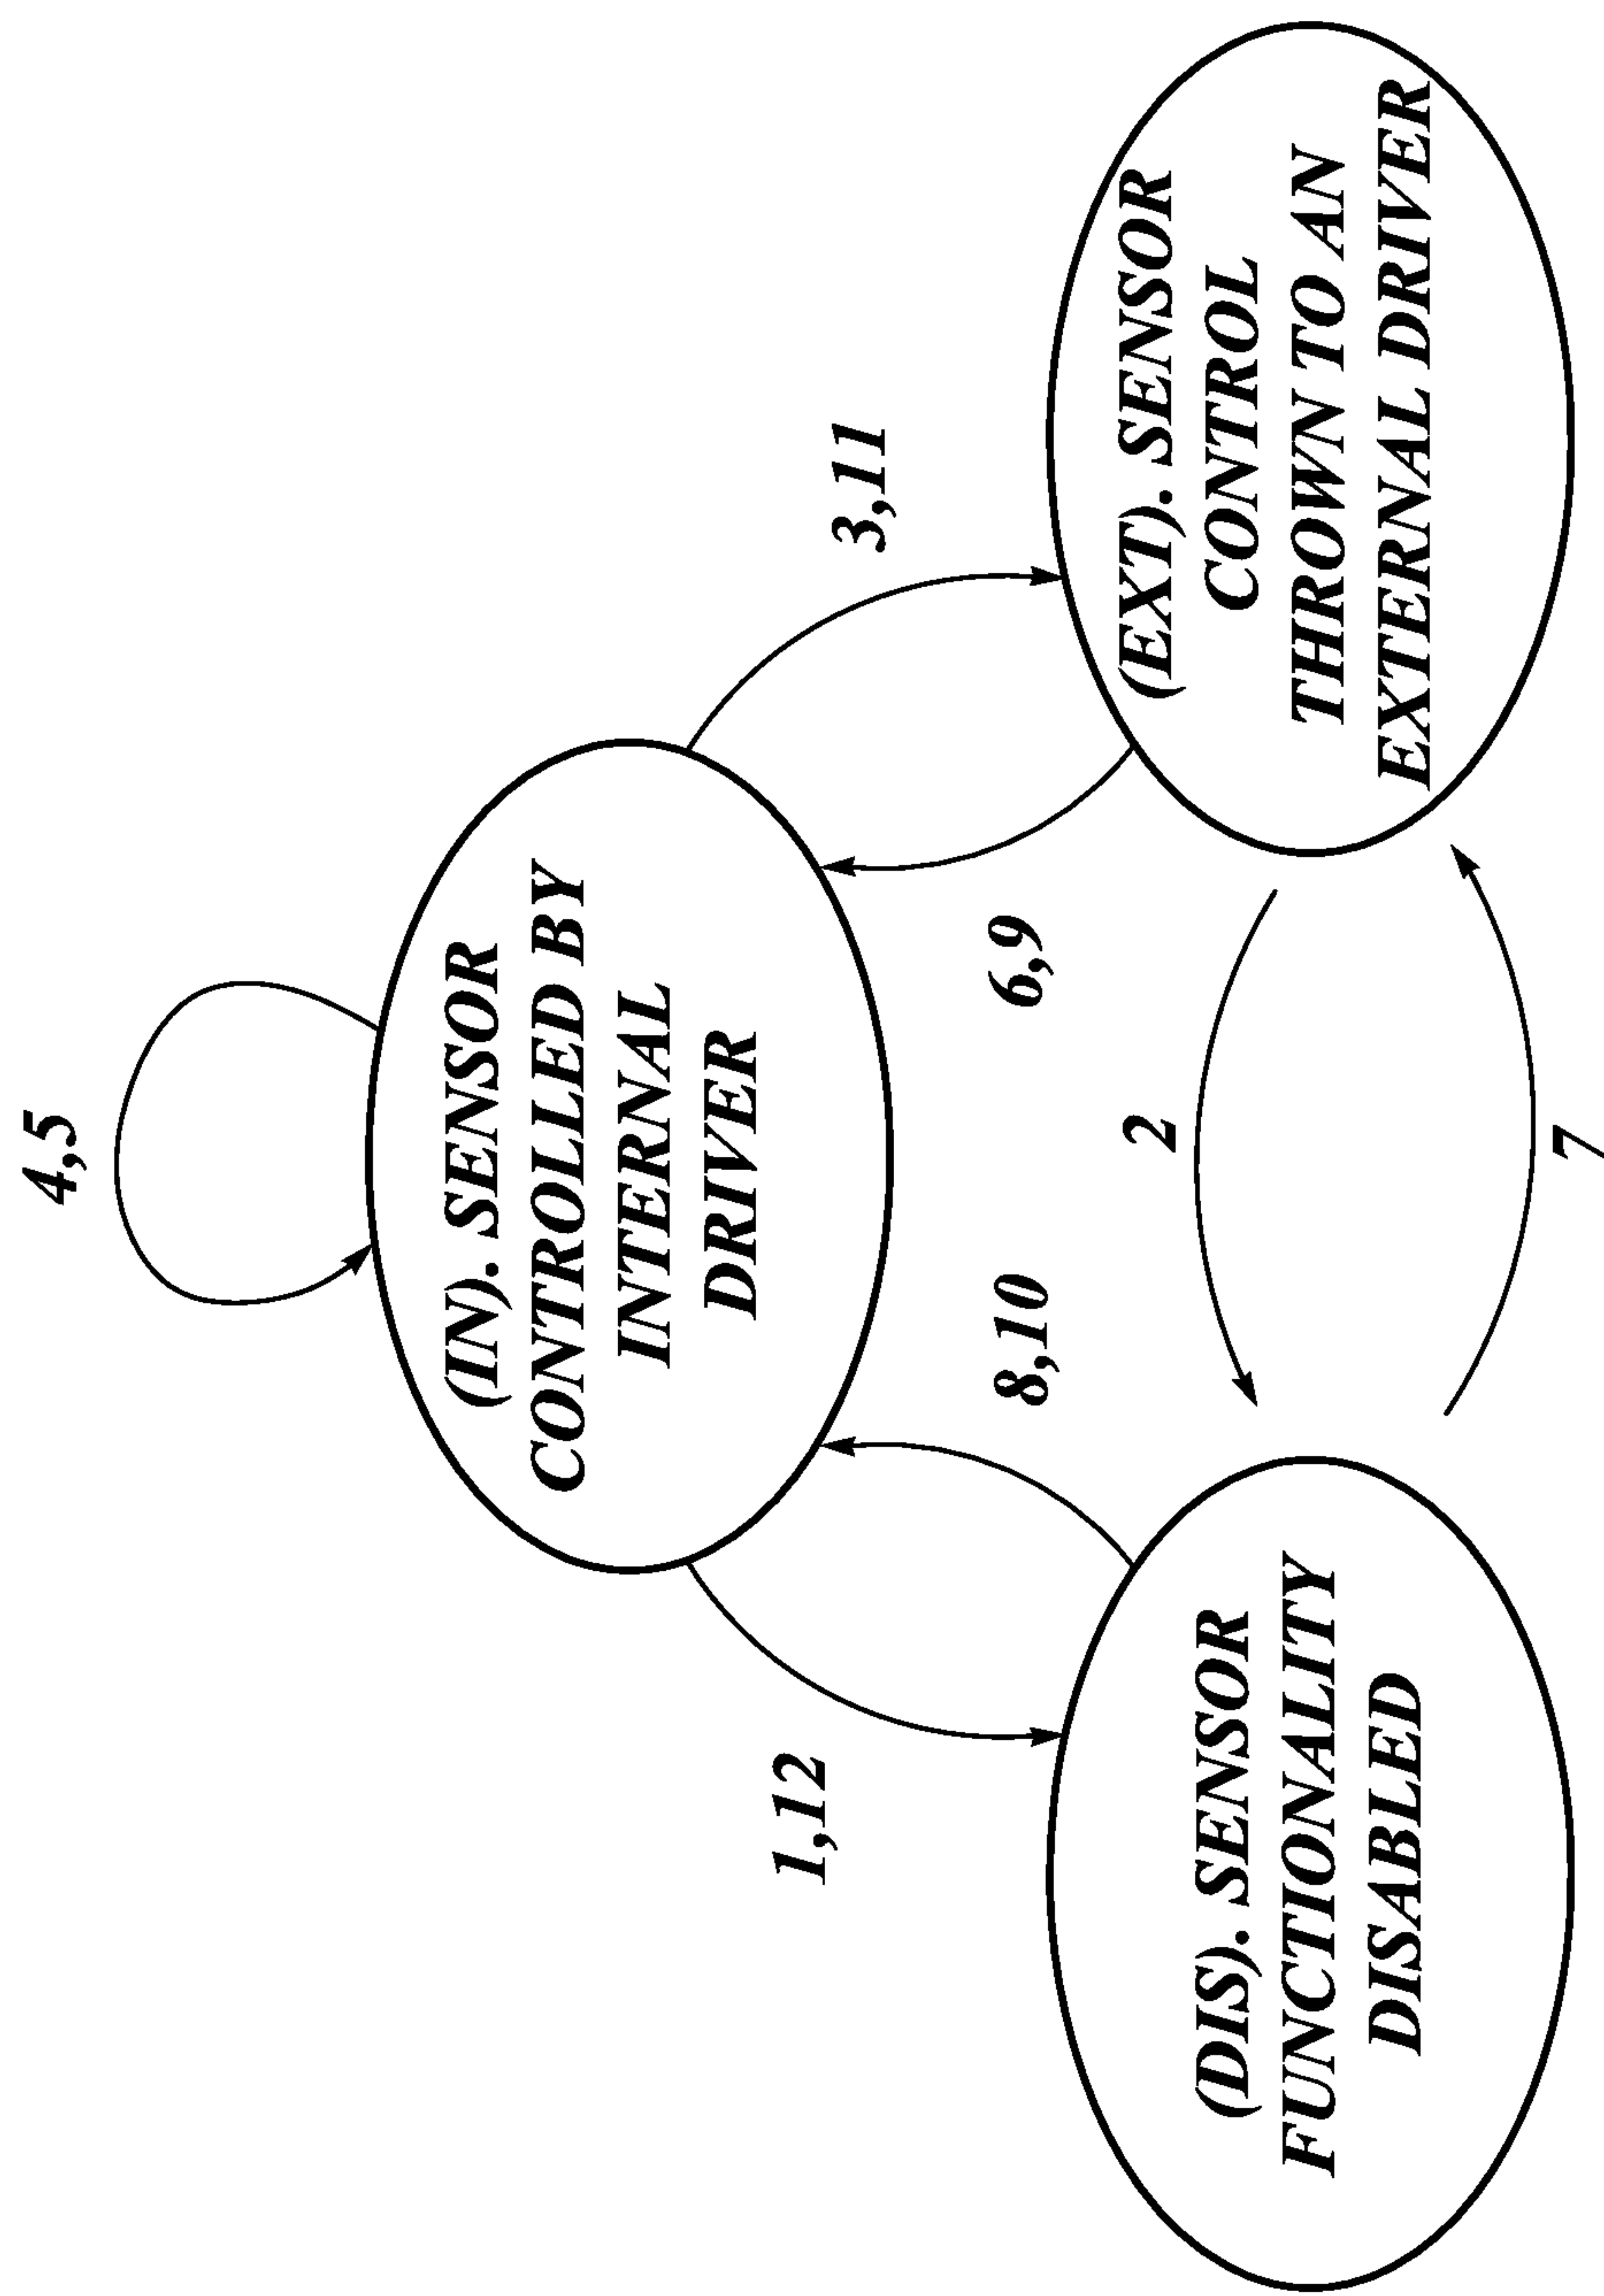 4,5
(IN). SENSOR
CONTROLLED BY
INTERNAL
DRIVER
1,12
3,11
8,10
6,9
2
(DIS). SENSOR
FUNCTIONALITY
DISABLED
(EXT). SENSOR
CONTROL
THROWN TO AN
EXTERNAL DRIVER
7